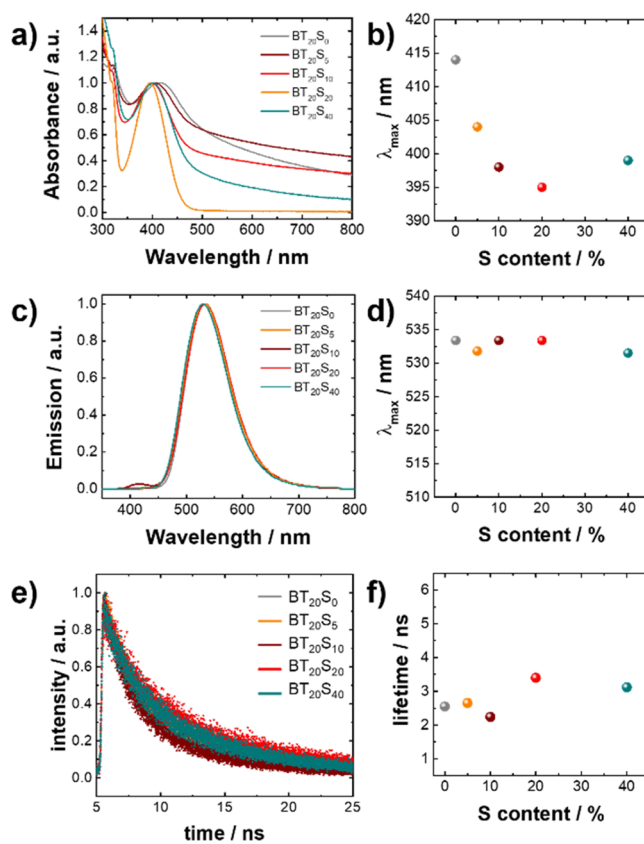 a)
Absorbance / a.u.
1.4
1.2
1.0
0.8
0.6
0.4
0.2
0.0
300 400 500 600 700 800
Wavelength / nm
BT₂₀S₀
BT₂₀S₅
BT₂₀S₁₀
BT₂₀S₂₀
BT₂₀S₄₀
b)
λmax / nm
420
415
410
405
400
395
390
0 10 20 30 40
S content / %
c)
Emission / a.u.
1.0
0.8
0.6
0.4
0.2
0.0
400 500 600 700 800
Wavelength / nm
BT₂₀S₀
BT₂₀S₅
BT₂₀S₁₀
BT₂₀S₂₀
BT₂₀S₄₀
d)
λmax / nm
540
535
530
525
520
515
510
0 10 20 30 40
S content / %
e)
intensity / a.u.
1.0
0.8
0.6
0.4
0.2
0.0
5 10 15 20 25
time / ns
BT₂₀S₀
BT₂₀S₅
BT₂₀S₁₀
BT₂₀S₂₀
BT₂₀S₄₀
f)
lifetime / ns
6
5
4
3
2
1
0 10 20 30 40
S content / %